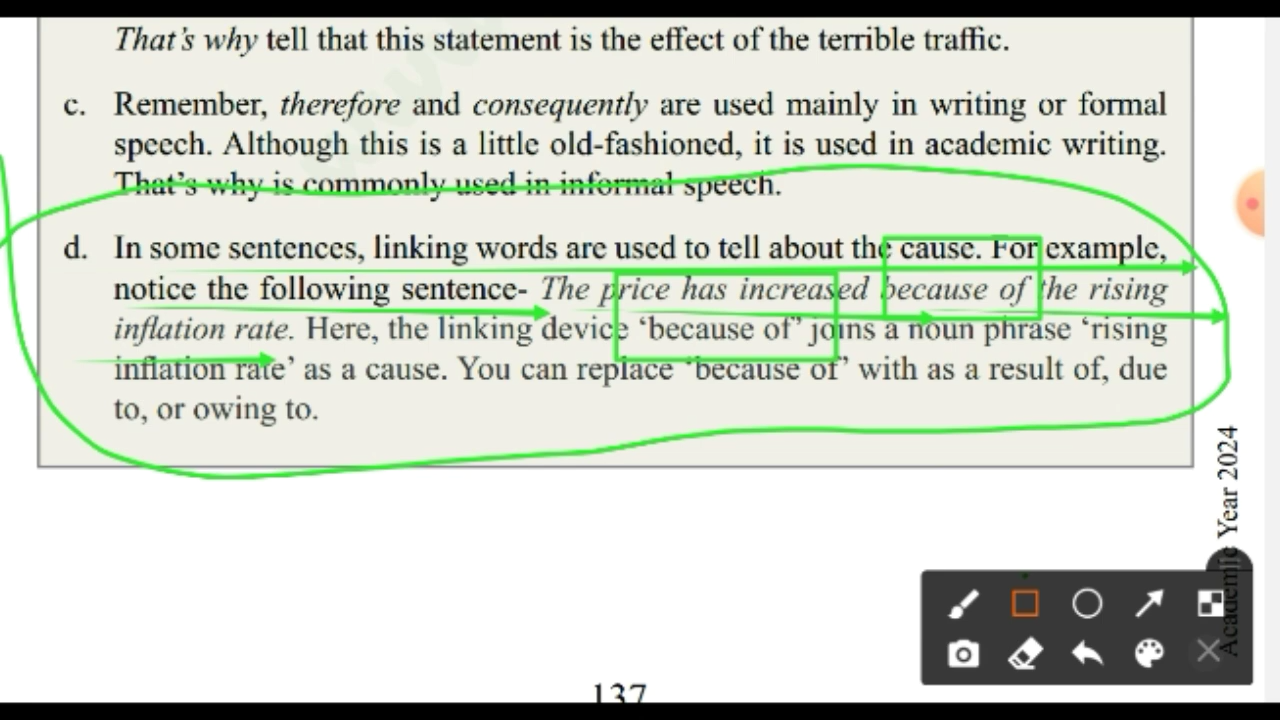 That's why tell that this statement is the effect of the terrible traffic.
c. Remember, therefore and consequently are used mainly in writing or formal
speech. Although this is a little old-fashioned, it is used in academic writing.
That's why is commonly used in informal speech.
d. In some sentences, linking words are used to tell about the cause. For example,
notice the following sentence- The price has increased because of the rising
inflation rate. Here, the linking device ‘because of’ joins a noun phrase ‘rising
inflation rate’ as a cause. You can replace ‘because of’ with as a result of, due
to, or owing to.
Academic Year 2024
137